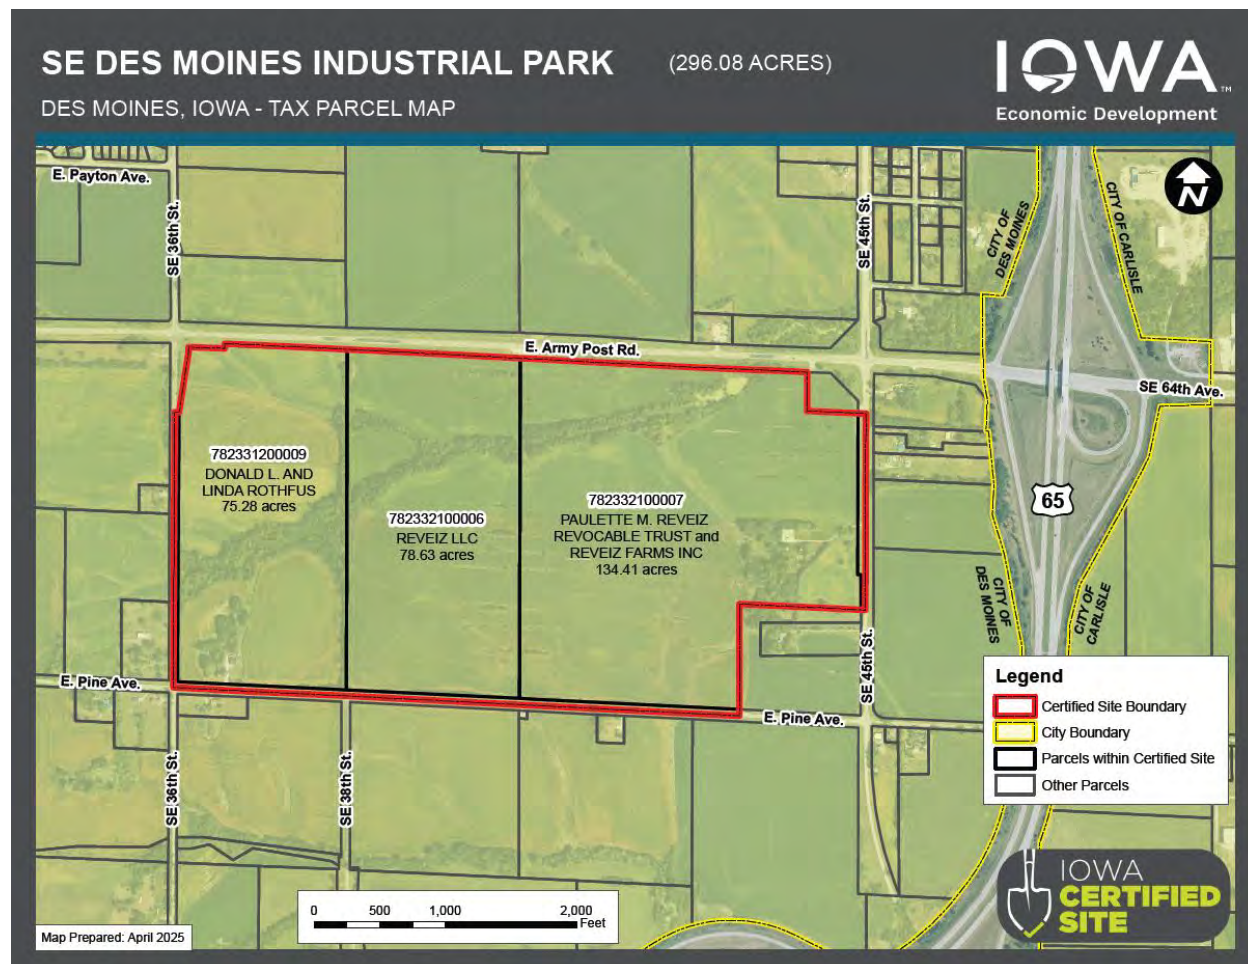 SE DES MOINES INDUSTRIAL PARK (296.08 ACRES)
DES MOINES, IOWA - TAX PARCEL MAP
IOWA TM
Economic Development
E. Payton Ave.
SE 36th St.
SE 45th St.
CITY OF
DES MOINES
CITY OF CARLISLE
N
E. Army Post Rd.
SE 64th Ave.
782331200009
DONALD L. AND
LINDA ROTHFUS
75.28 acres
782332100006
REVEIZ LLC
78.63 acres
782332100007
PAULETTE M. REVEIZ
REVOCABLE TRUST and
REVEIZ FARMS INC
134.41 acres
65
CITY OF
DES MOINES
CITY OF
CARLISLE
E. Pine Ave.
SE 45th St.
E. Pine Ave.
SE 36th St.
SE 38th St.
Legend
Certified Site Boundary
City Boundary
Parcels within Certified Site
Other Parcels
0 500 1,000 2,000
Feet
Map Prepared: April 2025
IOWA
CERTIFIED
SITE